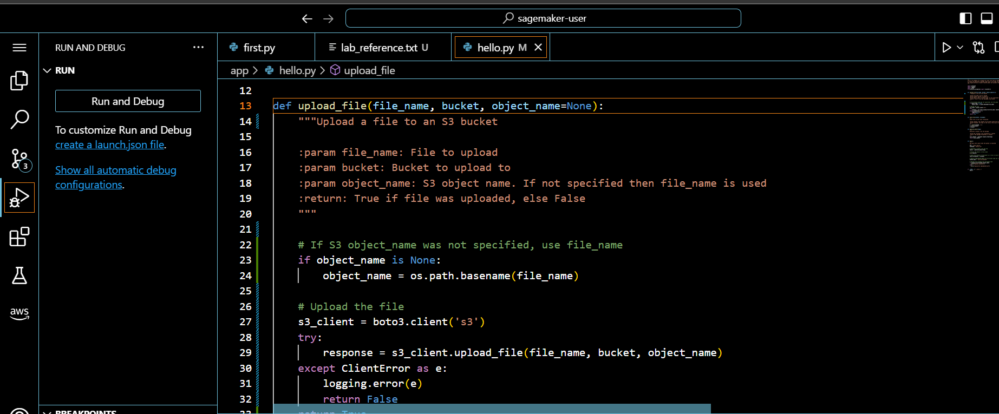 sagemaker-user
RUN AND DEBUG
RUN
Run and Debug
To customize Run and Debug
create a launch.json file.
Show all automatic debug
configurations.
BREAKPOINTS
3
aws
first.py
lab_reference.txt U
hello.py M
app > hello.py > upload_file
12
13 def upload_file(file_name, bucket, object_name=None):
14 """Upload a file to an S3 bucket
15
16 :param file_name: File to upload
17 :param bucket: Bucket to upload to
18 :param object_name: S3 object name. If not specified then file_name is used
19 :return: True if file was uploaded, else False
20 """
21
22 # If S3 object_name was not specified, use file_name
23 if object_name is None:
24 object_name = os.path.basename(file_name)
25
26 # Upload the file
27 s3_client = boto3.client('s3')
28 try:
29 response = s3_client.upload_file(file_name, bucket, object_name)
30 except ClientError as e:
31 logging.error(e)
32 return False
33 return True